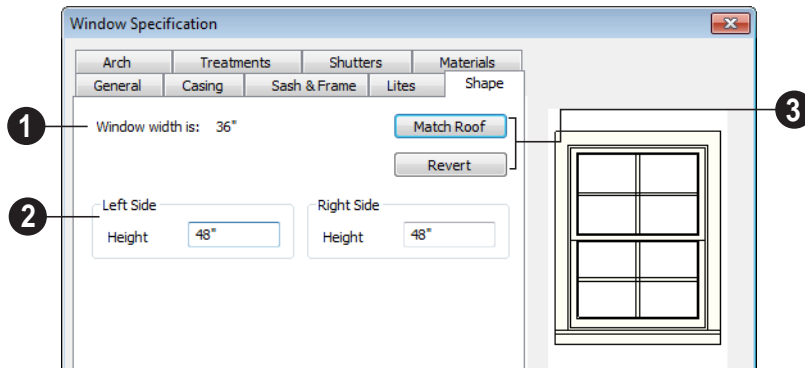 Window Specification
Arch Treatments Shutters Materials
General Casing Sash & Frame Lites Shape
1 Window width is: 36" Match Roof 3
Revert
2 Left Side Right Side
Height 48" Height 48"